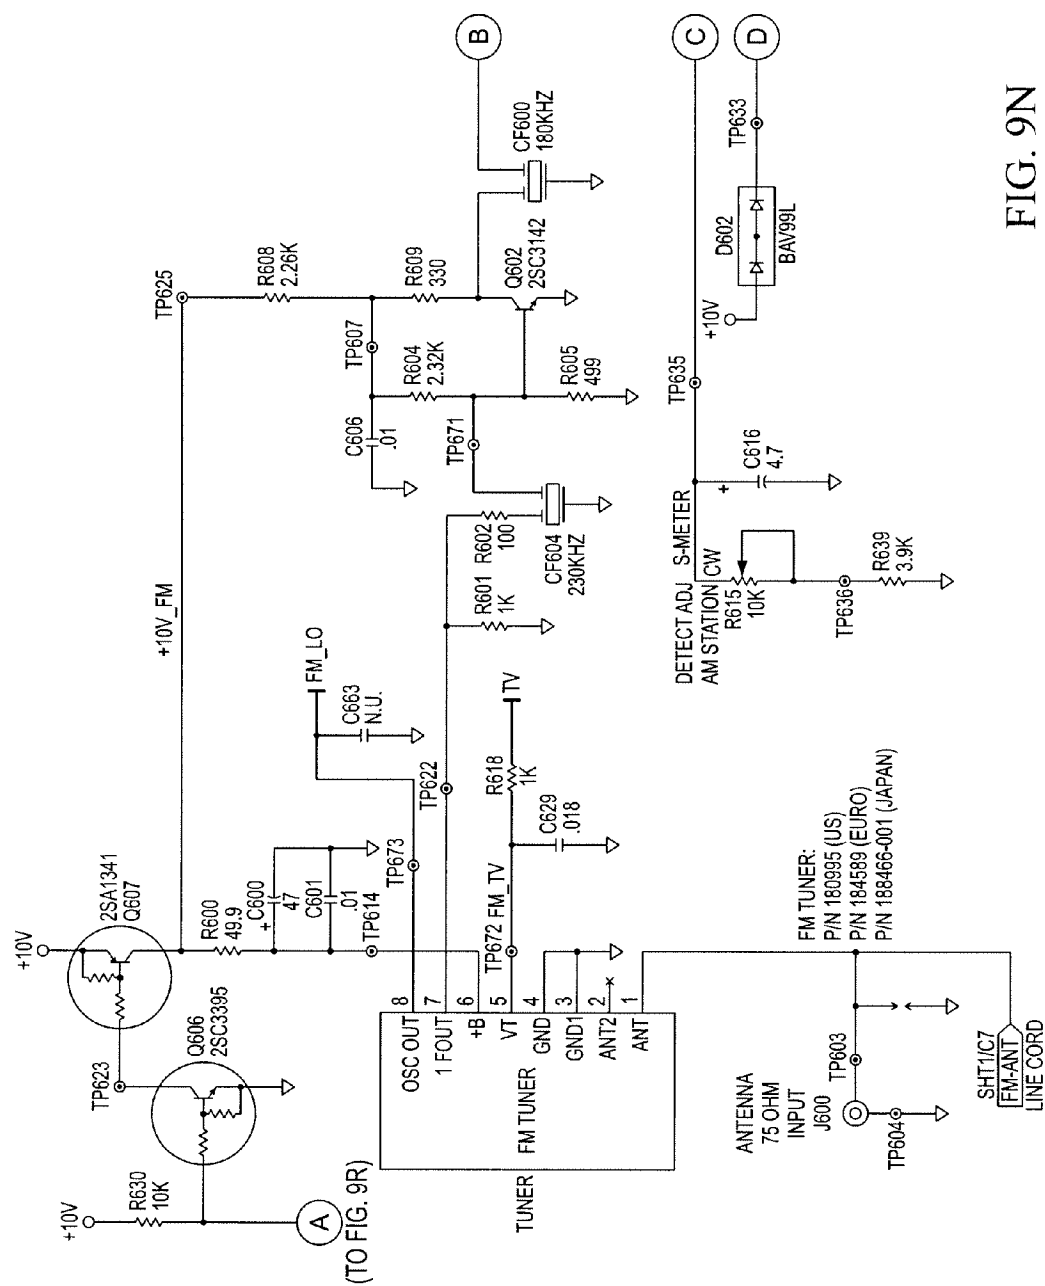 +10V
R630
10K
A
(TO FIG. 9R)
TP623
Q606
2SC3395
+10V
2SA1341
Q607
+10V_FM
TP625
R600
49.9
+
C600
47
C601
.01
TP614
TP673
FM_LO
C663
N.U.
TP622
R601
1K
R602
100
CF604
230KHZ
TP671
C606
.01
TP607
R604
2.32K
R605
499
R608
2.26K
R609
330
Q602
2SC3142
CF600
180KHZ
B
TUNER
FM TUNER
OSC OUT
8
1 FOUT
7
+B
6
VT
5
GND
4
GND1
3
ANT2
2
ANT
1
TP672
FM_TV
R618
1K
TV
C629
.018
FM TUNER:
P/N 180995 (US)
P/N 184589 (EURO)
P/N 188466-001 (JAPAN)
ANTENNA
75 OHM
INPUT
J600
TP603
TP604
SHT1/C7
FM-ANT
LINE CORD
DETECT ADJ
AM STATION
S-METER
CW
R615
10K
TP636
R639
3.9K
+
C616
4.7
TP635
C
+10V
D602
BAV99L
TP633
D
FIG. 9N